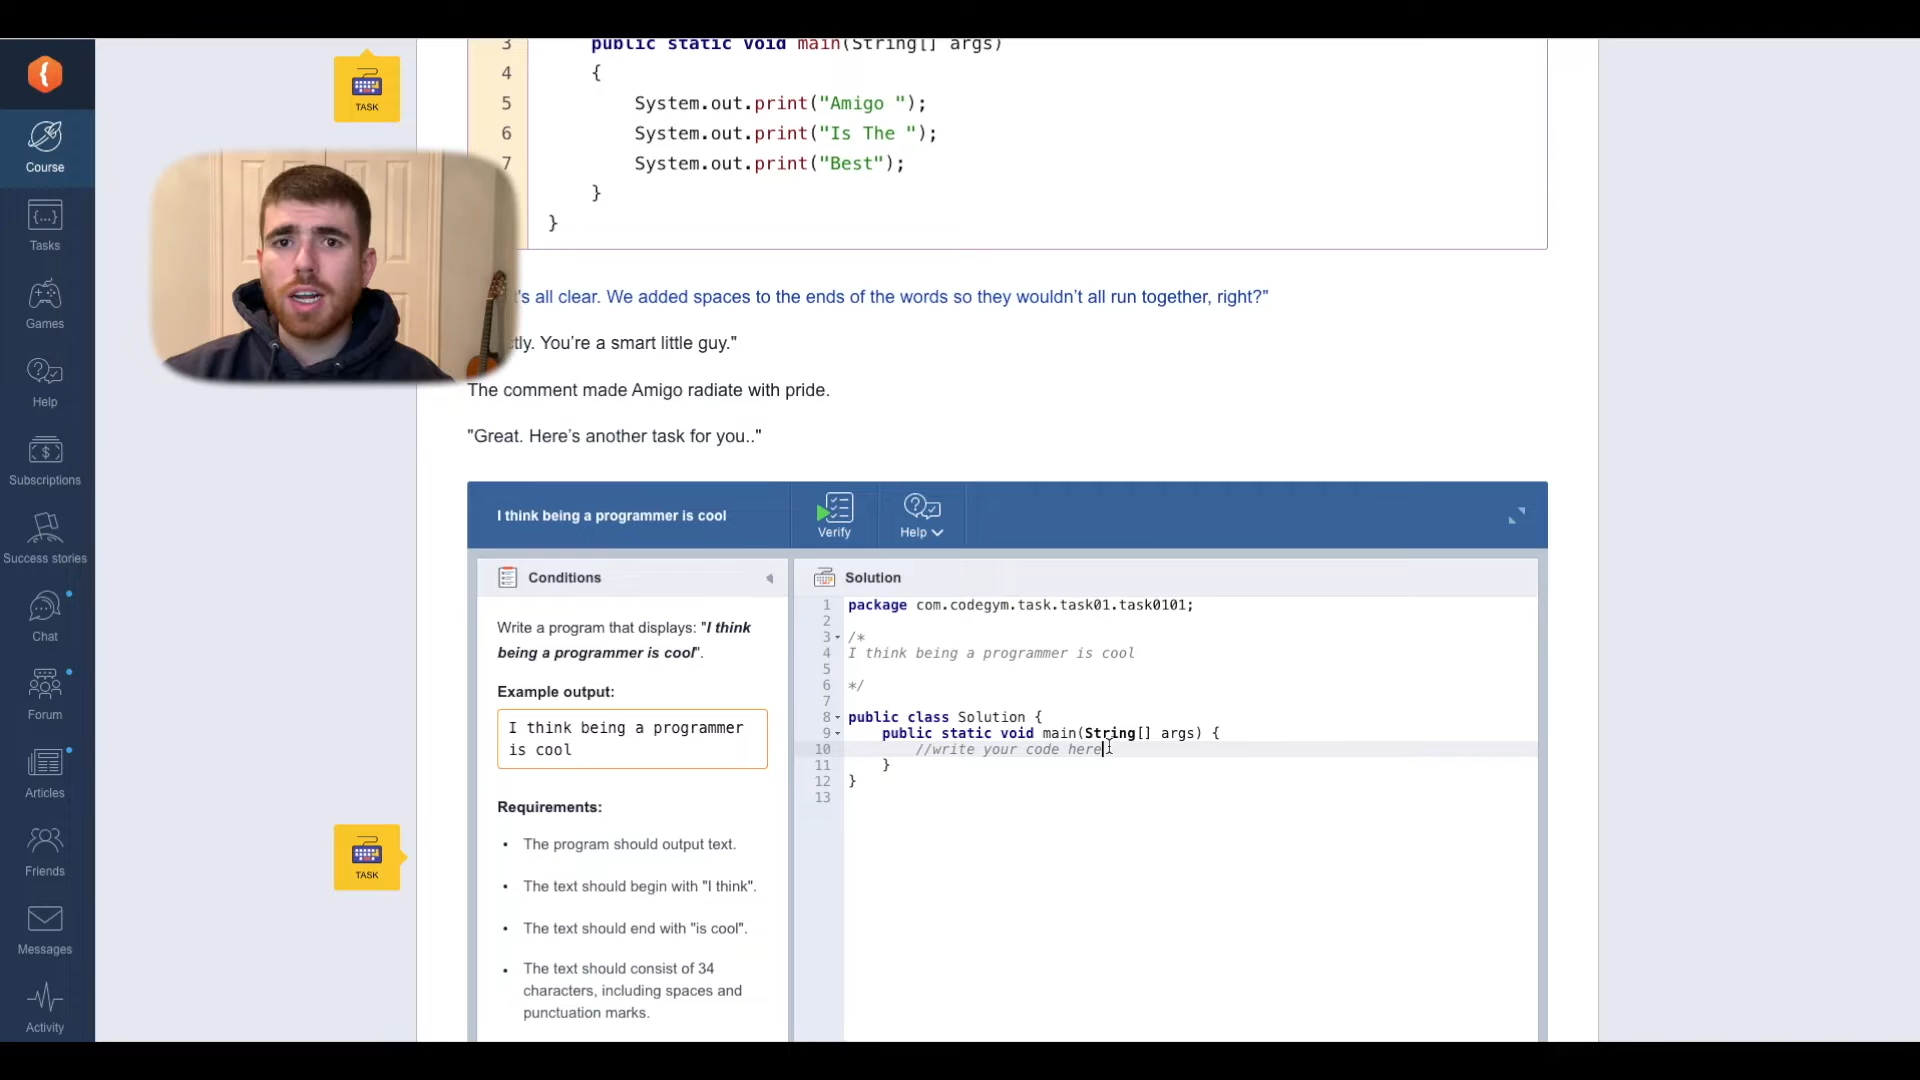 3 public static void main(String[] args)
4 {
5 System.out.print("Amigo ");
6 System.out.print("Is The ");
7 System.out.print("Best");
}
}
's all clear. We added spaces to the ends of the words so they wouldn't all run together, right?"
tly. You're a smart little guy."
The comment made Amigo radiate with pride.
"Great. Here's another task for you.."
TASK
Course
Tasks
Games
Help
Subscriptions
Success stories
Chat
Forum
Articles
Friends
Messages
Activity
TASK
I think being a programmer is cool
Verify
Help
Conditions
Write a program that displays: "I think
being a programmer is cool".
Example output:
I think being a programmer
is cool
Requirements:
• The program should output text.
• The text should begin with "I think".
• The text should end with "is cool".
• The text should consist of 34
characters, including spaces and
punctuation marks.
Solution
1 package com.codegym.task.task01.task0101;
2
3 /*
4 I think being a programmer is cool
5
6 */
7
8 public class Solution {
9 public static void main(String[] args) {
10 //write your code here
11 }
12 }
13